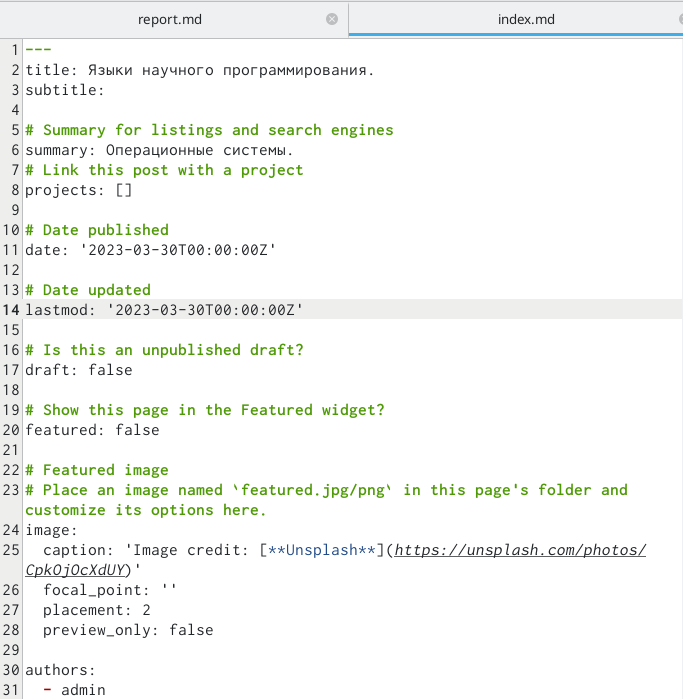 report.md
index.md
1 ---
2 title: Языки научного программирования.
3 subtitle:
4
5 # Summary for listings and search engines
6 summary: Операционные системы.
7 # Link this post with a project
8 projects: []
9
10 # Date published
11 date: '2023-03-30T00:00:00Z'
12
13 # Date updated
14 lastmod: '2023-03-30T00:00:00Z'
15
16 # Is this an unpublished draft?
17 draft: false
18
19 # Show this page in the Featured widget?
20 featured: false
21
22 # Featured image
23 # Place an image named `featured.jpg/png` in this page's folder and
customize its options here.
24 image:
25   caption: 'Image credit: [**Unsplash**](https://unsplash.com/photos/
CpkOjOcXdUY)'
26   focal_point: ''
27   placement: 2
28   preview_only: false
29
30 authors:
31   - admin